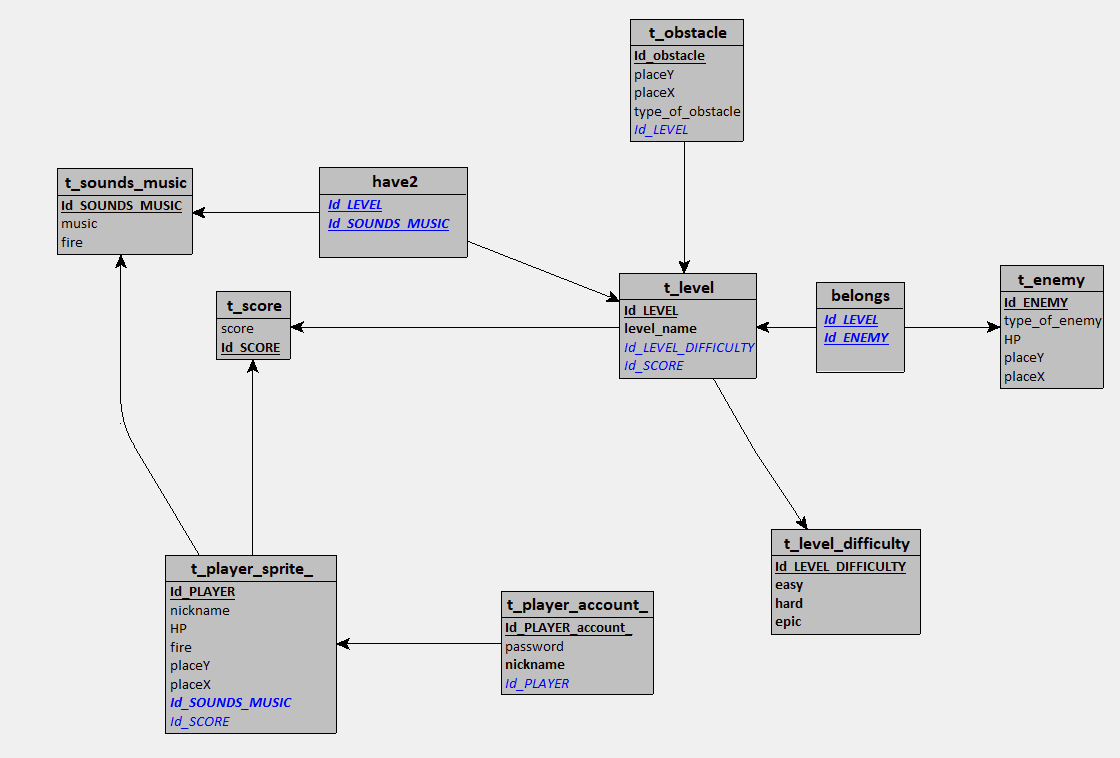 t_obstacle
Id_obstacle
placeY
placeX
type_of_obstacle
Id_LEVEL
t_sounds_music
Id_SOUNDS_MUSIC
music
fire
have2
Id_LEVEL
Id_SOUNDS_MUSIC
t_score
score
Id_SCORE
t_level
Id_LEVEL
level_name
Id_LEVEL_DIFFICULTY
Id_SCORE
belongs
Id_LEVEL
Id_ENEMY
t_enemy
Id_ENEMY
type_of_enemy
HP
placeY
placeX
t_level_difficulty
Id_LEVEL_DIFFICULTY
easy
hard
epic
t_player_sprite_
Id_PLAYER
nickname
HP
fire
placeY
placeX
Id_SOUNDS_MUSIC
Id_SCORE
t_player_account_
Id_PLAYER_account_
password
nickname
Id_PLAYER